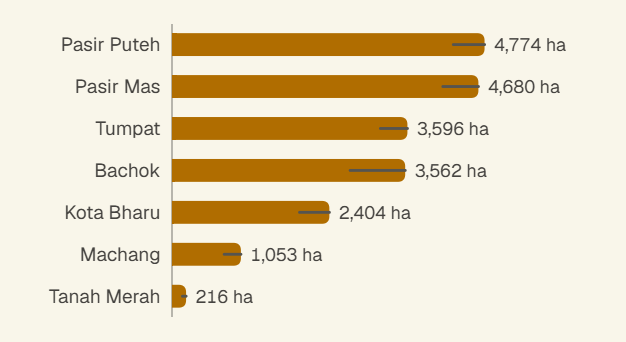 Pasir Puteh 4,774 ha
Pasir Mas 4,680 ha
Tumpat 3,596 ha
Bachok 3,562 ha
Kota Bharu 2,404 ha
Machang 1,053 ha
Tanah Merah 216 ha